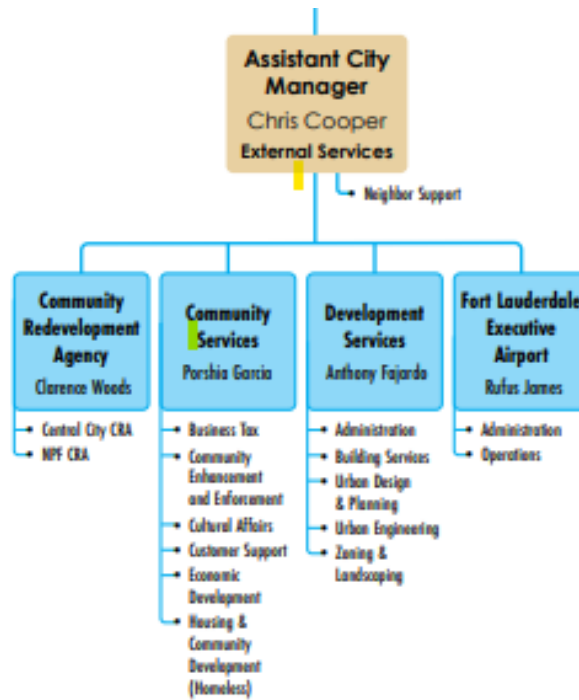 Assistant City
Manager
Chris Cooper
External Services
Neighbor Support
Community
Redevelopment
Agency
Clarence Woods
Central City CRA
NPF CRA
Community
Services
Porshia Garcia
Business Tax
Community
Enhancement
and Enforcement
Cultural Affairs
Customer Support
Economic
Development
Housing &
Community
Development
(Homeless)
Development
Services
Anthony Fajardo
Administration
Building Services
Urban Design
& Planning
Urban Engineering
Zoning &
Landscaping
Fort Lauderdale
Executive
Airport
Rufus James
Administration
Operations